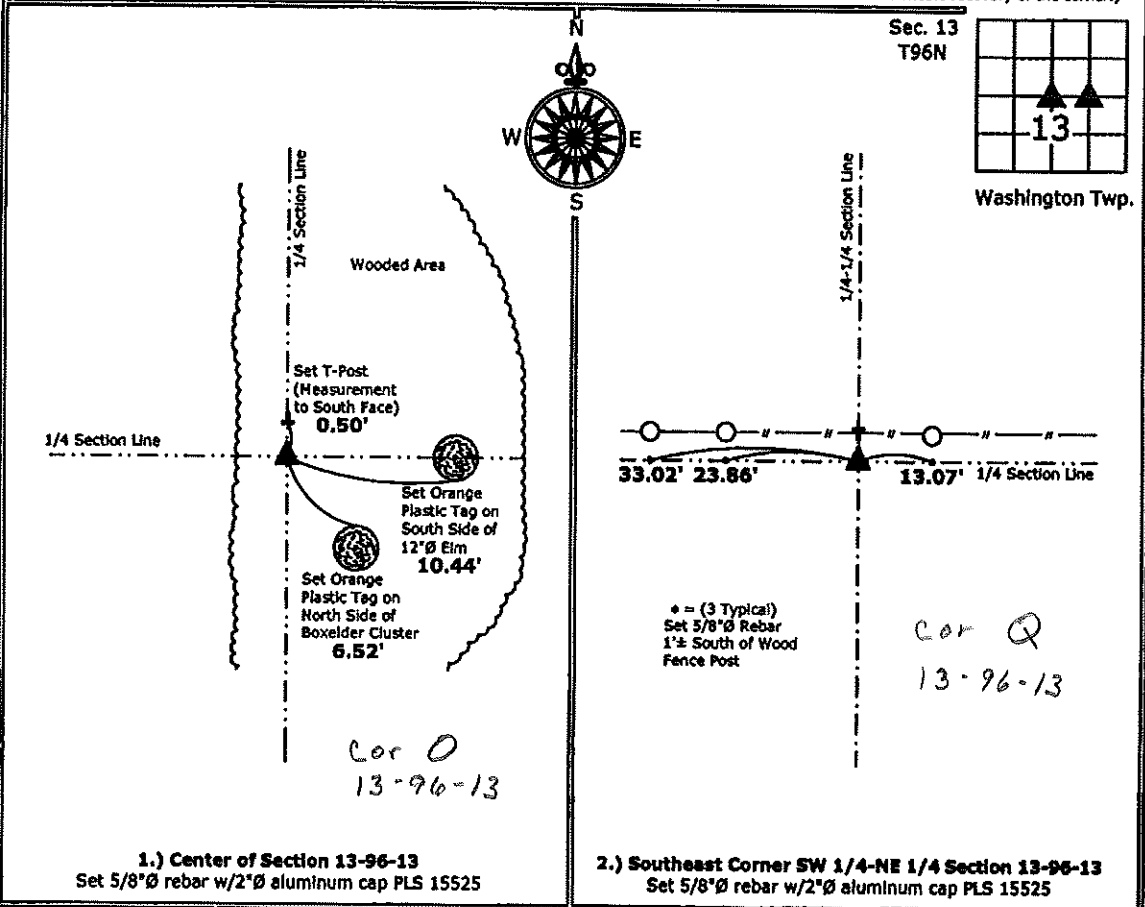 N
W
E
S
Sec. 13
T96N
13
Washington Twp.
1/4 Section Line
Wooded Area
Set T-Post
(Measurement
to South Face)
0.50'
1/4 Section Line
Set Orange
Plastic Tag on
South Side of
12"Ø Elm
10.44'
Set Orange
Plastic Tag on
North Side of
Boxelder Cluster
6.52'
Cor O
13-96-13
1.) Center of Section 13-96-13
Set 5/8"Ø rebar w/2"Ø aluminum cap PLS 15525
1/4-1/4 Section Line
33.02' 23.86' 13.07' 1/4 Section Line
• = (3 Typical)
Set 5/8"Ø Rebar
1'± South of Wood
Fence Post
Cor Q
13-96-13
2.) Southeast Corner SW 1/4-NE 1/4 Section 13-96-13
Set 5/8"Ø rebar w/2"Ø aluminum cap PLS 15525